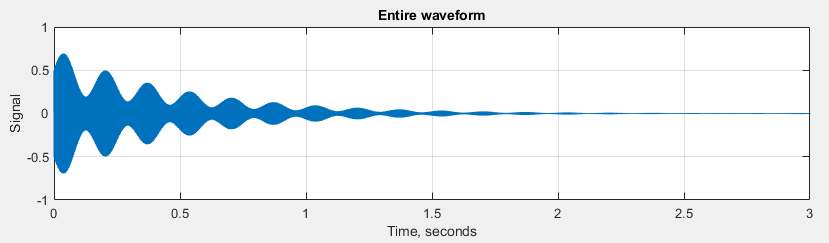 Entire waveform
1
0.5
0
-0.5
-1
Signal
0 0.5 1 1.5 2 2.5 3
Time, seconds